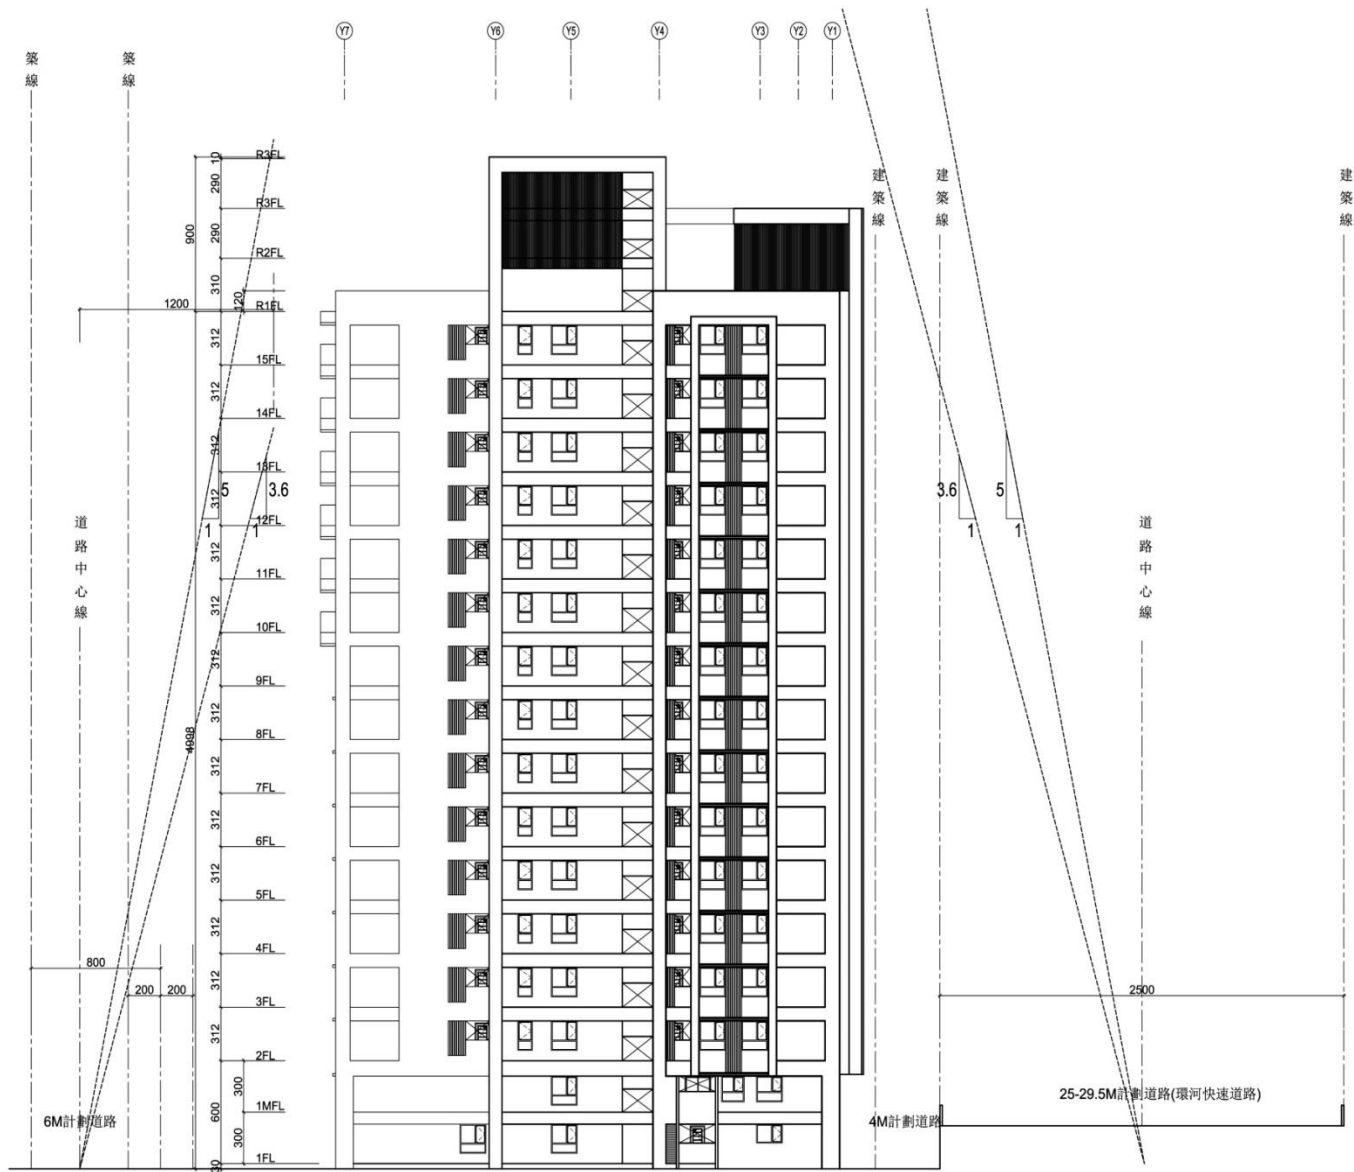 Y7
Y6
Y5
Y4
Y3
Y2
Y1
築線
築線
建築線
建築線
建築線
10
R3FL
290
R3FL
900
290
R2FL
310
120
1200
R1FL
312
15FL
312
14FL
312
13FL
5
3.6
312
12FL
1
1
3.6
5
1
1
道路中心線
道路中心線
312
11FL
312
10FL
312
9FL
312
8FL
4998
312
7FL
312
6FL
312
5FL
312
4FL
800
312
200
200
3FL
2500
312
2FL
300
1MFL
600
300
1FL
30
6M計劃道路
4M計劃道路
25-29.5M計劃道路(環河快速道路)